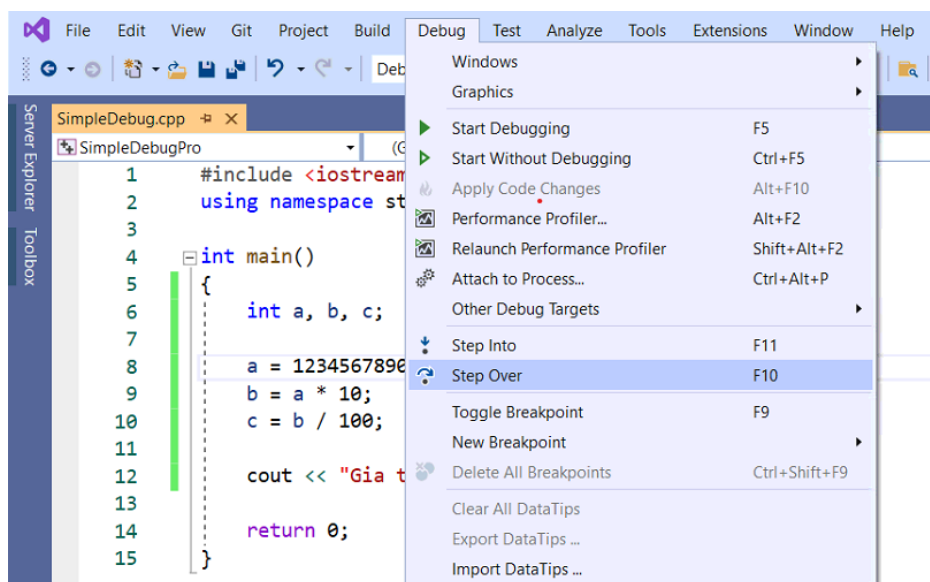 File Edit View Git Project Build Debug Test Analyze Tools Extensions Window Help
Deb
Server Explorer
Toolbox
SimpleDebug.cpp
SimpleDebugPro (G
1 #include <iostream
2 using namespace st
3
4 int main()
5 {
6 int a, b, c;
7
8 a = 1234567890
9 b = a * 10;
10 c = b / 100;
11
12 cout << "Gia t
13
14 return 0;
15 }
Windows
Graphics
Start Debugging F5
Start Without Debugging Ctrl+F5
Apply Code Changes Alt+F10
Performance Profiler... Alt+F2
Relaunch Performance Profiler Shift+Alt+F2
Attach to Process... Ctrl+Alt+P
Other Debug Targets
Step Into F11
Step Over F10
Toggle Breakpoint F9
New Breakpoint
Delete All Breakpoints Ctrl+Shift+F9
Clear All DataTips
Export DataTips ...
Import DataTips ...